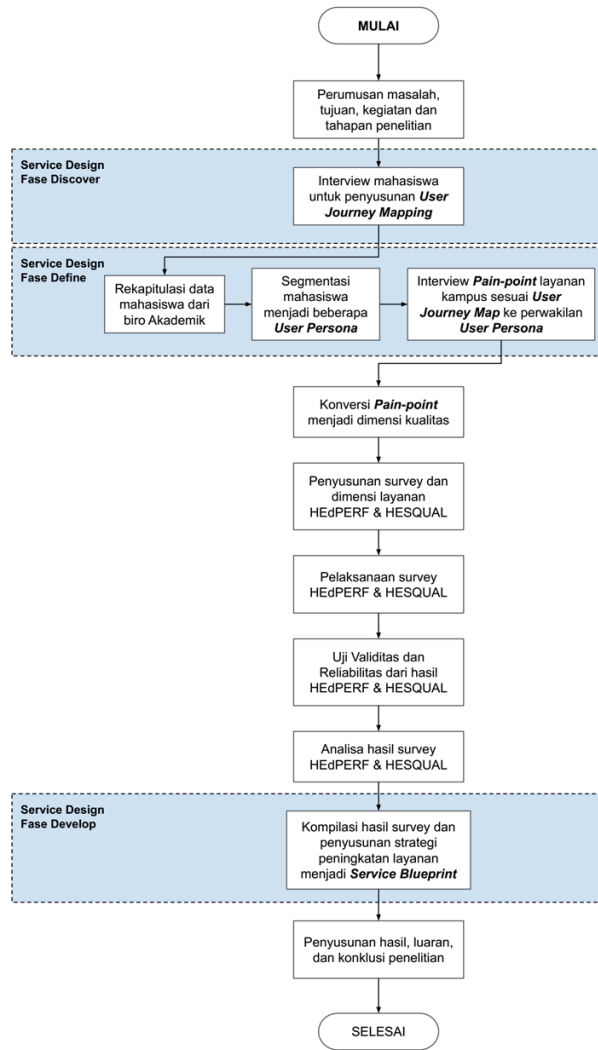 MULAI
Perumusan masalah,
tujuan, kegiatan dan
tahapan penelitian
Service Design
Fase Discover
Interview mahasiswa
untuk penyusunan User
Journey Mapping
Service Design
Fase Define
Rekapitulasi data
mahasiswa dari
biro Akademik
Segmentasi
mahasiswa
menjadi beberapa
User Persona
Interview Pain-point layanan
kampus sesuai User
Journey Map ke perwakilan
User Persona
Konversi Pain-point
menjadi dimensi kualitas
Penyusunan survey dan
dimensi layanan
HEdPERF & HESQUAL
Pelaksanaan survey
HEdPERF & HESQUAL
Uji Validitas dan
Reliabilitas dari hasil
HEdPERF & HESQUAL
Analisa hasil survey
HEdPERF & HESQUAL
Service Design
Fase Develop
Kompilasi hasil survey dan
penyusunan strategi
peningkatan layanan
menjadi Service Blueprint
Penyusunan hasil, luaran,
dan konklusi penelitian
SELESAI